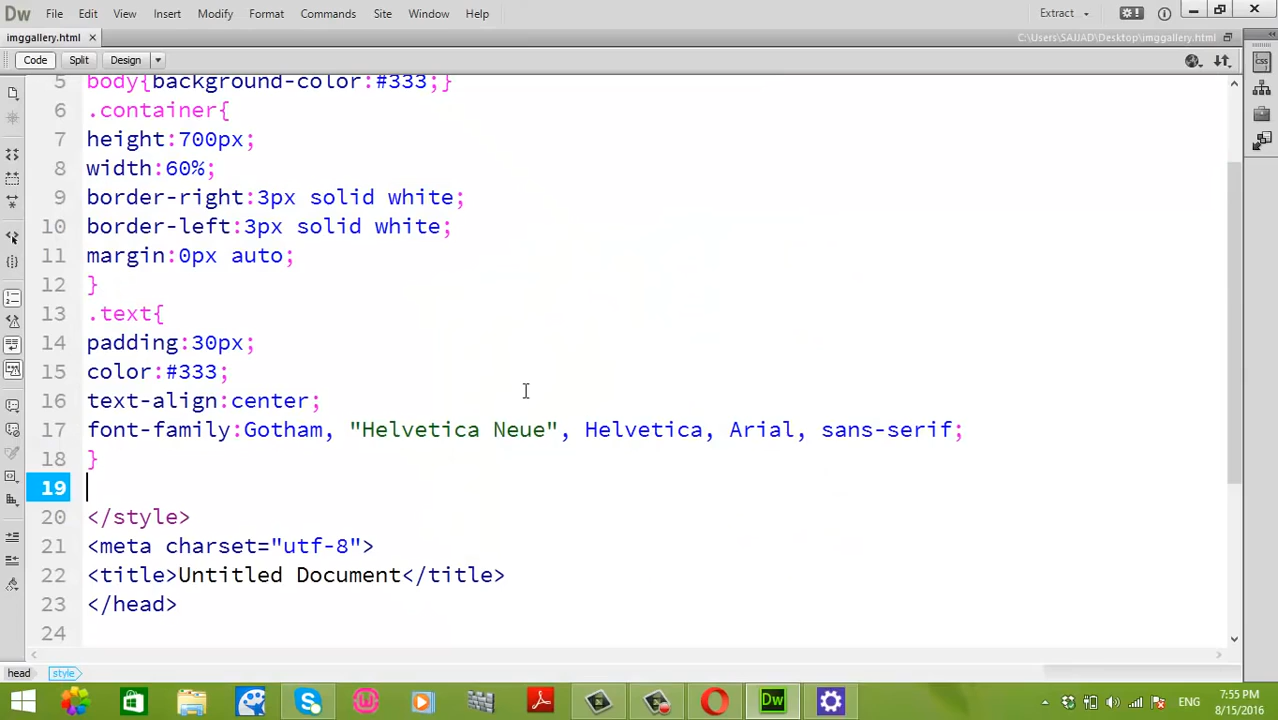 Dw File Edit View Insert Modify Format Commands Site Window Help Extract
imggallery.html C:\Users\SAJJAD\Desktop\imggallery.html
Code Split Design
5 body{background-color:#333;}
6 .container{
7 height:700px;
8 width:60%;
9 border-right:3px solid white;
10 border-left:3px solid white;
11 margin:0px auto;
12 }
13 .text{
14 padding:30px;
15 color:#333;
16 text-align:center;
17 font-family:Gotham, "Helvetica Neue", Helvetica, Arial, sans-serif;
18 }
19
20 </style>
21 <meta charset="utf-8">
22 <title>Untitled Document</title>
23 </head>
24
head style
Dw ENG 7:55 PM
8/15/2016